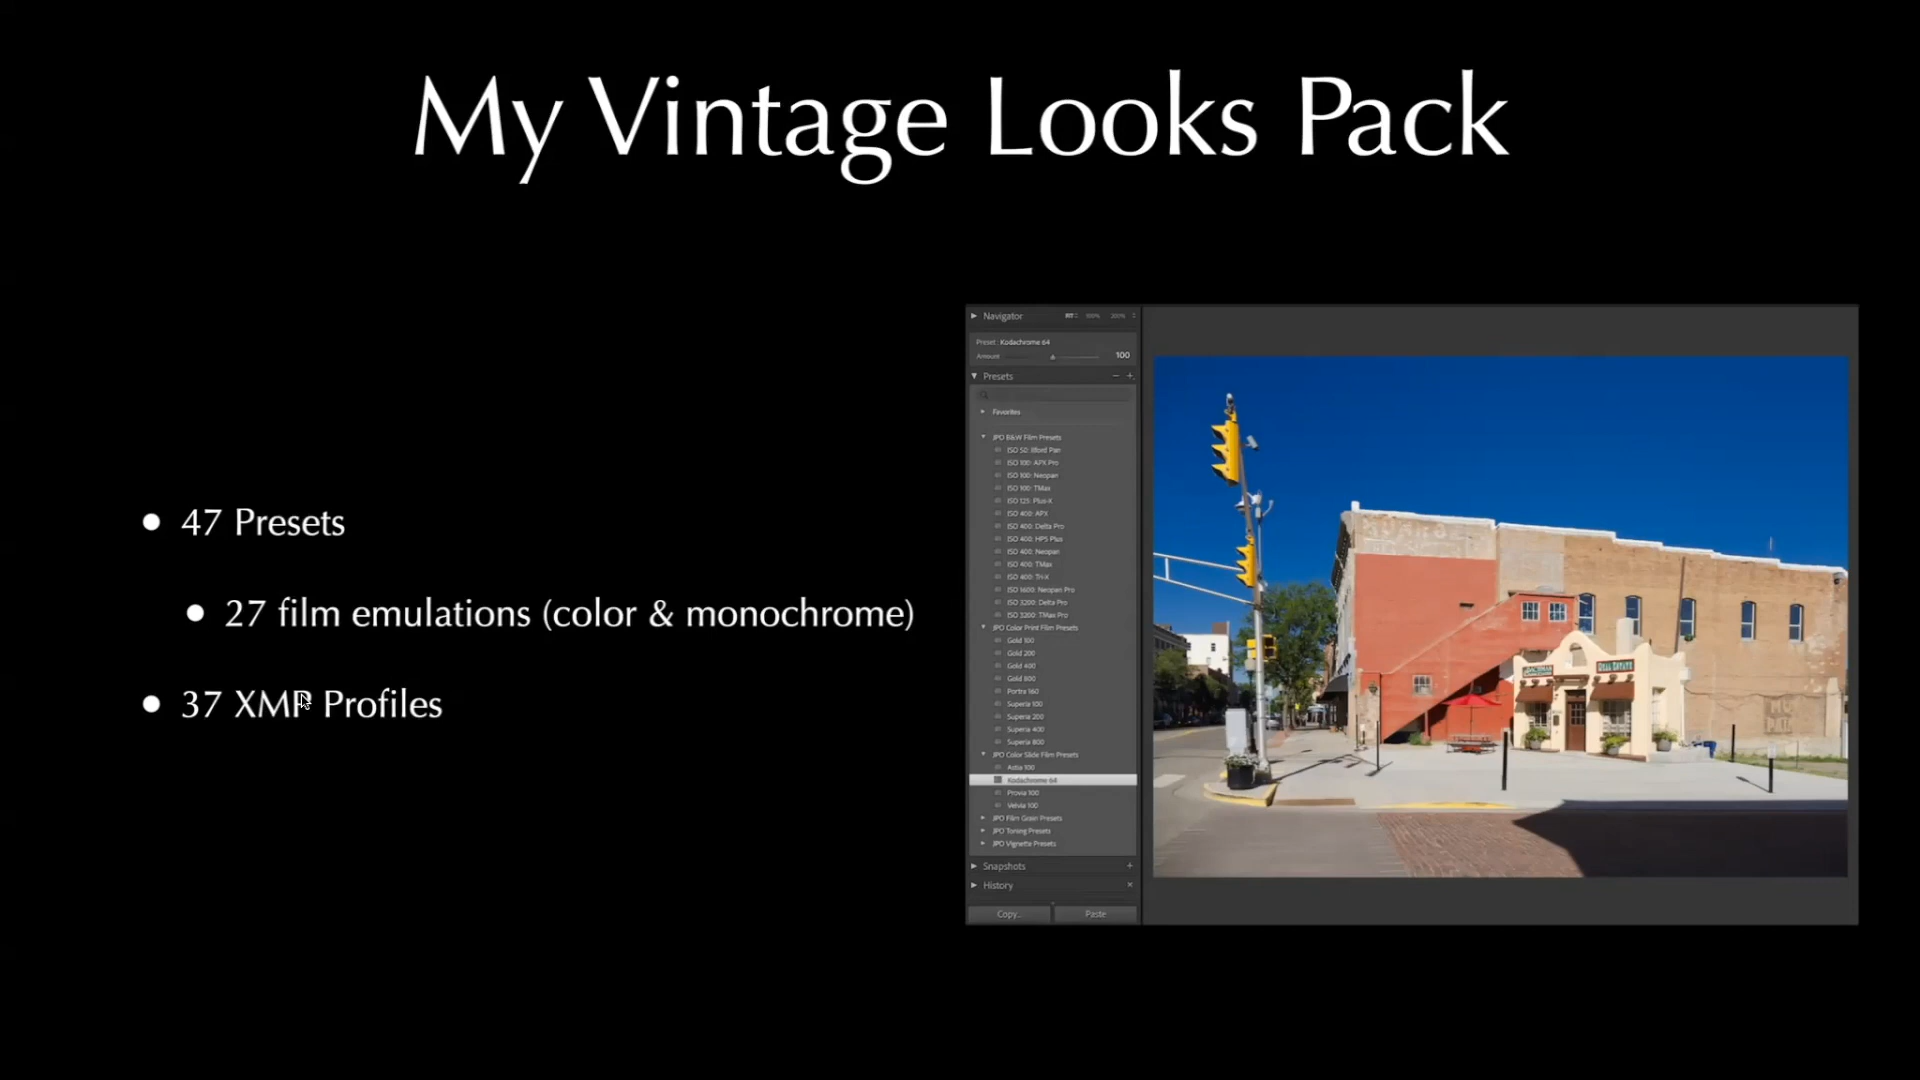 My Vintage Looks Pack
• 47 Presets
• 27 film emulations (color & monochrome)
• 37 XMP Profiles
Navigator FIT 100% 200%
Preset: Kodachrome 64
Amount 100
Presets
Favorites
JPO B&W Film Presets
ISO 50: Ilford Pan
ISO 100: APX Pro
ISO 100: Neopan
ISO 100: TMax
ISO 125: Plus-X
ISO 400: APX
ISO 400: Delta Pro
ISO 400: HP5 Plus
ISO 400: Neopan
ISO 400: TMax
ISO 400: Tri-X
ISO 1600: Neopan Pro
ISO 3200: Delta Pro
ISO 3200: TMax Pro
JPO Color Print Film Presets
Gold 100
Gold 200
Gold 400
Gold 800
Portra 160
Superia 100
Superia 200
Superia 400
Superia 800
JPO Color Slide Film Presets
Astia 100
Kodachrome 64
Provia 100
Velvia 100
JPO Film Grain Presets
JPO Toning Presets
JPO Vignette Presets
Snapshots
History
Copy...
Paste
REAL ESTATE